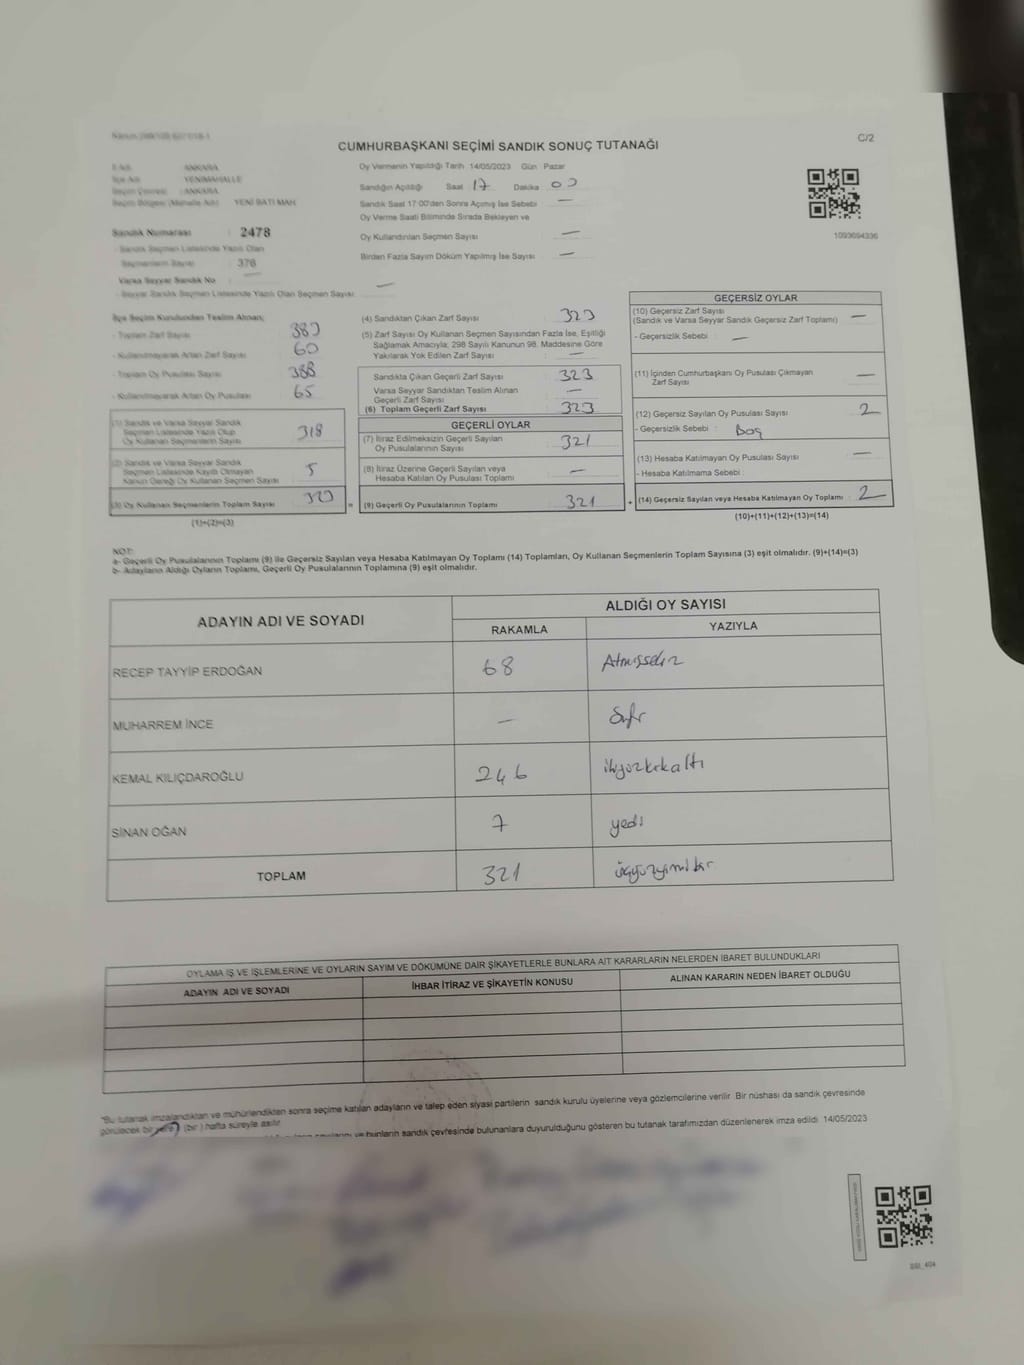 CUMHURBAŞKANI SEÇİMİ SANDIK SONUÇ TUTANAĞI
C/2
ANKARA
YENİMAHALLE
ANKARA
YENİ BATI MAH
Sandık Numarası : 2478
Sandık Seçmen Listesinde Yazılı Olan
Seçmenlerin Sayısı : 376
Varsa Seyyar Sandık No —
- Seyyar Sandık Seçmen Listesinde Yazılı Olan Seçmen Sayısı: —
Oy Vermenin Yapıldığı Tarih 14/05/2023 Gün : Pazar
Sandığın Açıldığı Saat 17 Dakika 00
Sandık Saat 17:00'den Sonra Açılmış İse Sebebi : —
Oy Verme Saati Bitiminde Sırada Bekleyen ve
Oy Kullandırılan Seçmen Sayısı : —
Birden Fazla Sayım Döküm Yapılmış İse Sayısı : —
1093694336
İlçe Seçim Kurulundan Teslim Alınan;
- Toplam Zarf Sayısı : 383
- Kullanılmayarak Artan Zarf Sayısı : 60
- Toplam Oy Pusulası Sayısı : 388
- Kullanılmayarak Artan Oy Pusulası : 65
(1) Sandık ve Varsa Seyyar Sandık
Seçmen Listesinde Yazılı Olup
Oy Kullanan Seçmenlerin Sayısı 318
(2) Sandık ve Varsa Seyyar Sandık
Seçmen Listesinde Kayıtlı Olmayan
Kanun Gereği Oy Kullanan Seçmen Sayısı 5
(3) Oy Kullanan Seçmenlerin Toplam Sayısı 323
(1)+(2)=(3)
(4) Sandıktan Çıkan Zarf Sayısı : 323
(5) Zarf Sayısı Oy Kullanan Seçmen Sayısından Fazla İse, Eşitliği
Sağlamak Amacıyla; 298 Sayılı Kanunun 98. Maddesine Göre
Yakılarak Yok Edilen Zarf Sayısı : —
Sandıkta Çıkan Geçerli Zarf Sayısı : 323
Varsa Seyyar Sandıktan Teslim Alınan
Geçerli Zarf Sayısı : —
(6) Toplam Geçerli Zarf Sayısı : 323
GEÇERLİ OYLAR
(7) İtiraz Edilmeksizin Geçerli Sayılan
Oy Pusulalarının Sayısı : 321
(8) İtiraz Üzerine Geçerli Sayılan veya
Hesaba Katılan Oy Pusulası Toplamı : —
= (9) Geçerli Oy Pusulalarının Toplamı : 321
GEÇERSİZ OYLAR
(10) Geçersiz Zarf Sayısı
(Sandık ve Varsa Seyyar Sandık Geçersiz Zarf Toplamı) : —
- Geçersizlik Sebebi : —
(11) İçinden Cumhurbaşkanı Oy Pusulası Çıkmayan
Zarf Sayısı —
(12) Geçersiz Sayılan Oy Pusulası Sayısı : 2
- Geçersizlik Sebebi : Boş
(13) Hesaba Katılmayan Oy Pusulası Sayısı : —
- Hesaba Katılmama Sebebi :
+ (14) Geçersiz Sayılan veya Hesaba Katılmayan Oy Toplamı : 2
(10)+(11)+(12)+(13)=(14)
NOT:
a- Geçerli Oy Pusulalarının Toplamı (9) ile Geçersiz Sayılan veya Hesaba Katılmayan Oy Toplamı (14) Toplamları, Oy Kullanan Seçmenlerin Toplam Sayısına (3) eşit olmalıdır. (9)+(14)=(3)
b- Adayların Aldığı Oyların Toplamı, Geçerli Oy Pusulalarının Toplamına (9) eşit olmalıdır.
ADAYIN ADI VE SOYADI
ALDIĞI OY SAYISI
RAKAMLA YAZIYLA
RECEP TAYYİP ERDOĞAN 68 Atmışsekiz
MUHARREM İNCE — Sıfır
KEMAL KILIÇDAROĞLU 246 ikiyüzkırkaltı
SİNAN OĞAN 7 yedi
TOPLAM 321 üçyüzyirmibir
OYLAMA İŞ VE İŞLEMLERİNE VE OYLARIN SAYIM VE DÖKÜMÜNE DAİR ŞİKAYETLERLE BUNLARA AİT KARARLARIN NELERDEN İBARET BULUNDUKLARI
ADAYIN ADI VE SOYADI İHBAR İTİRAZ VE ŞİKAYETİN KONUSU ALINAN KARARIN NEDEN İBARET OLDUĞU
"Bu tutanak imzalandıktan ve mühürlendikten sonra seçime katılan adayların ve talep eden siyasi partilerin sandık kurulu üyelerine veya gözlemcilerine verilir. Bir nüshası da sandık çevresinde
görülecek bir yere (bir) hafta süreyle asılır.
ve bunların sandık çevresinde bulunanlara duyurulduğunu gösteren bu tutanak tarafımızdan düzenlenerek imza edildi. 14/05/2023